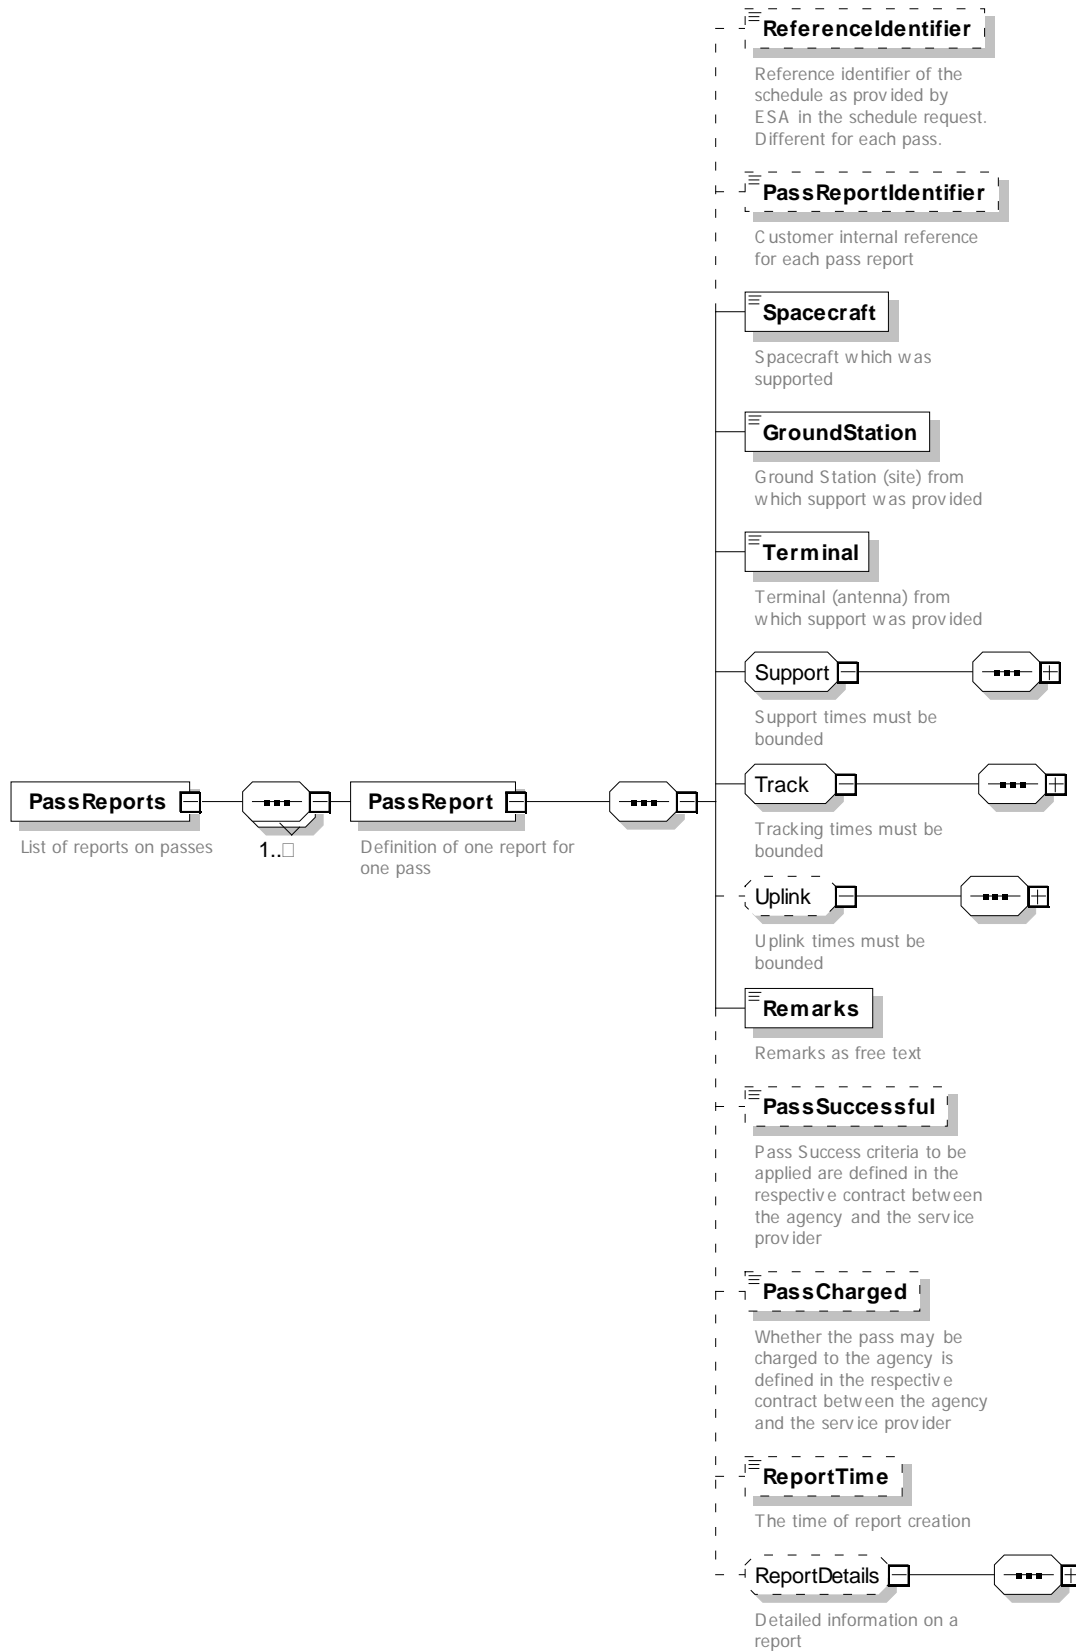 ReferenceIdentifier
Reference identifier of the
schedule as provided by
ESA in the schedule request.
Different for each pass.
PassReportIdentifier
Customer internal reference
for each pass report
Spacecraft
Spacecraft which was
supported
GroundStation
Ground Station (site) from
which support was provided
Terminal
Terminal (antenna) from
which support was provided
Support
Support times must be
bounded
PassReports
List of reports on passes
1..□
PassReport
Definition of one report for
one pass
Track
Tracking times must be
bounded
Uplink
Uplink times must be
bounded
Remarks
Remarks as free text
PassSuccessful
Pass Success criteria to be
applied are defined in the
respective contract between
the agency and the service
provider
PassCharged
Whether the pass may be
charged to the agency is
defined in the respective
contract between the agency
and the service provider
ReportTime
The time of report creation
ReportDetails
Detailed information on a
report